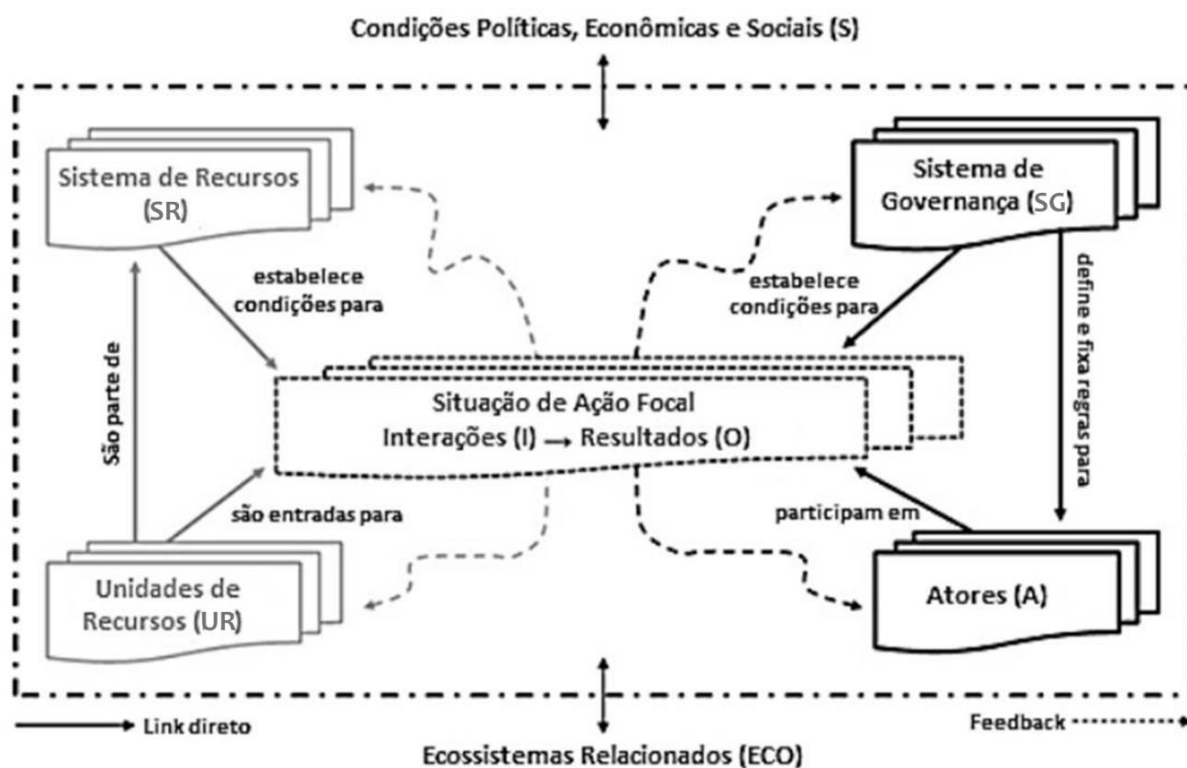 Condições Políticas, Econômicas e Sociais (S)
Sistema de Recursos
(SR)
Sistema de
Governança (SG)
estabelece
condições para
estabelece
condições para
define e fixa regras para
São parte de
Situação de Ação Focal
Interações (I) → Resultados (O)
são entradas para
participam em
Unidades de
Recursos (UR)
Atores (A)
Link direto
Feedback
Ecossistemas Relacionados (ECO)